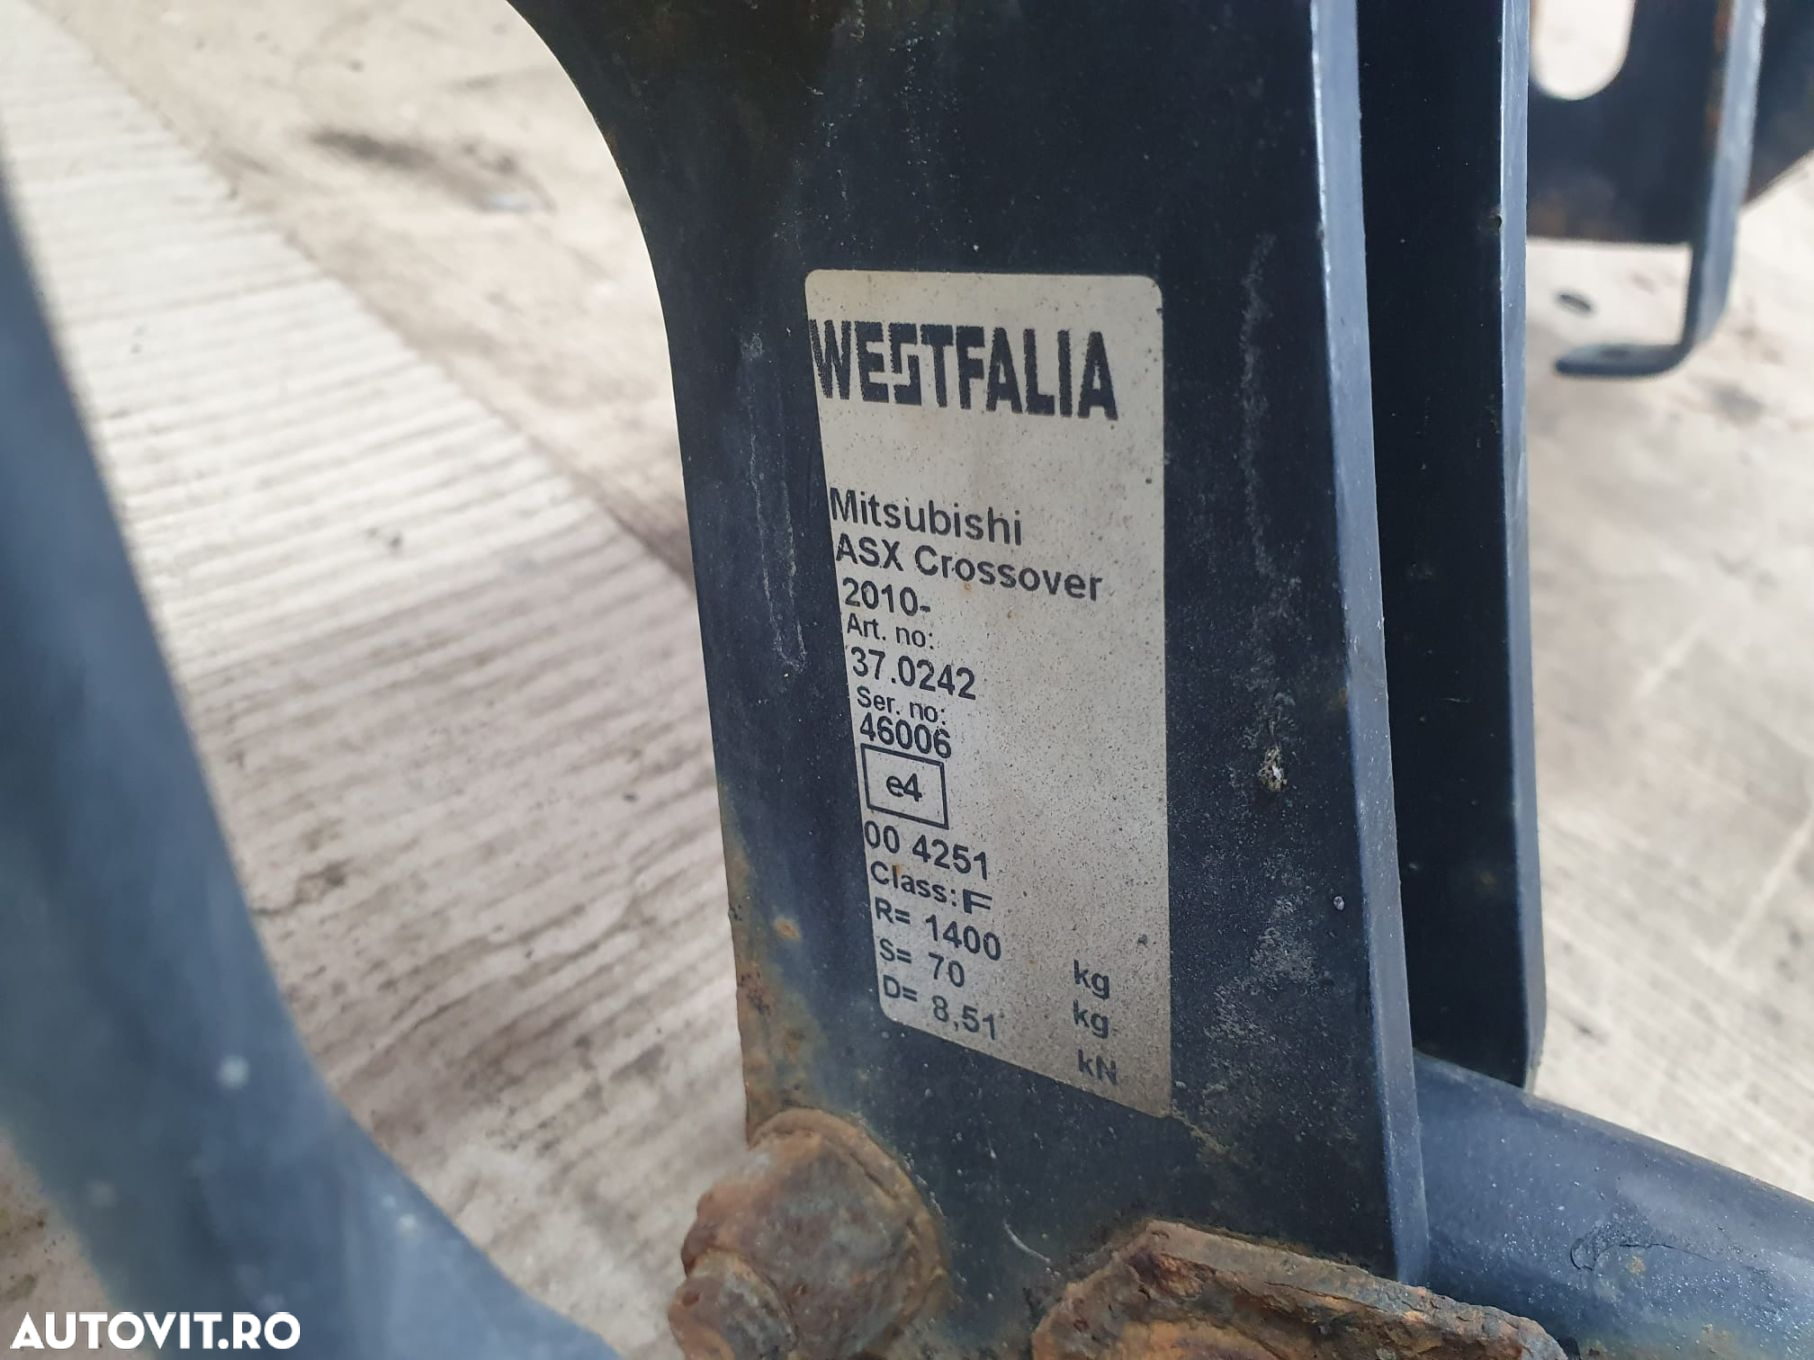 WESTFALIA
Mitsubishi
ASX Crossover
2010-
Art. no:
37.0242
Ser. no:
46006
e4
00 4251
Class: F
R= 1400 kg
S= 70 kg
D= 8,51 kN
AUTOVIT.RO